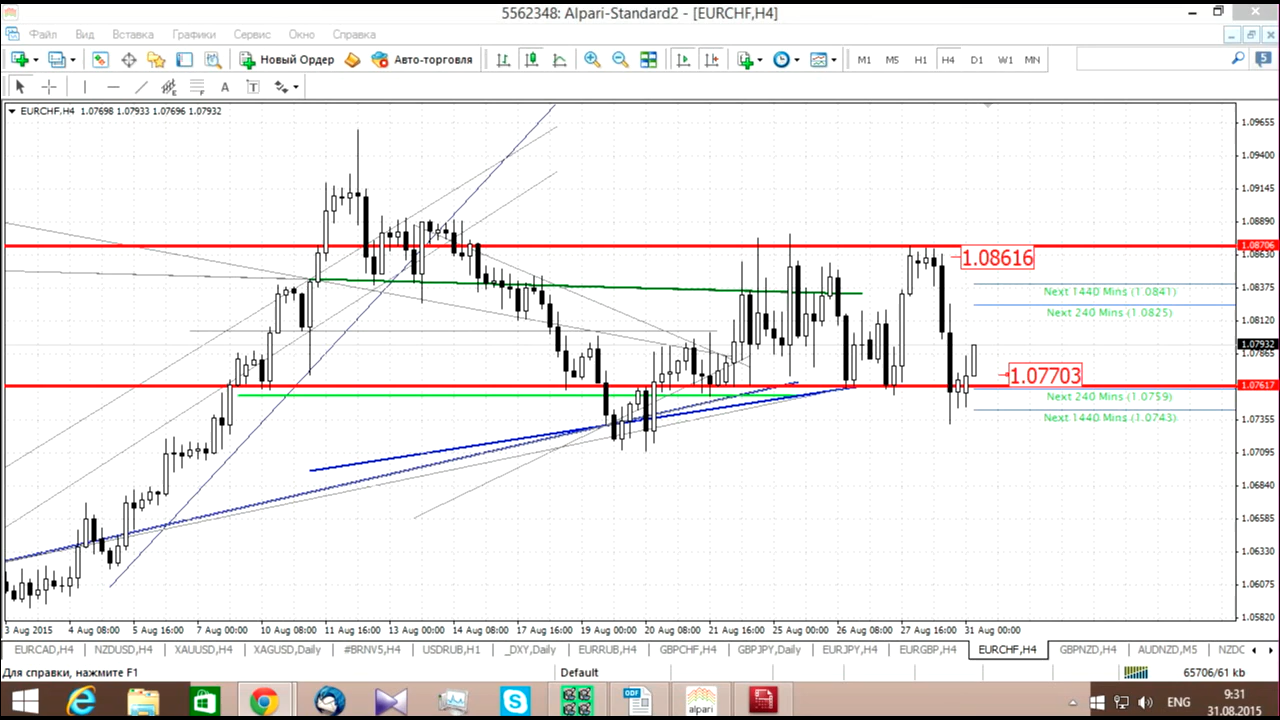 5562348: Alpari-Standard2 - [EURCHF,H4]
Файл Вид Вставка Графики Сервис Окно Справка
Новый Ордер Авто-торговля M1 M5 H1 H4 D1 W1 MN 5
A T
EURCHF,H4 1.07698 1.07933 1.07696 1.07932
1.09655
1.09400
1.09145
1.08890
1.08706
1.08616
1.08630
Next 1440 Mins (1.0841)
1.08375
Next 240 Mins (1.0825)
1.08120
1.07932
1.07865
1.07703
1.07617
Next 240 Mins (1.0759)
Next 1440 Mins (1.0743)
1.07355
1.07095
1.06840
1.06585
1.06330
1.06075
1.05820
3 Aug 2015 4 Aug 08:00 5 Aug 16:00 7 Aug 00:00 10 Aug 08:00 11 Aug 16:00 13 Aug 00:00 14 Aug 08:00 17 Aug 16:00 19 Aug 00:00 20 Aug 08:00 21 Aug 16:00 25 Aug 00:00 26 Aug 08:00 27 Aug 16:00 31 Aug 00:00
EURCAD,H4 NZDUSD,H4 XAUUSD,H4 XAGUSD,Daily #BRNV5,H4 USDRUB,H1 _DXY,Daily EURRUB,H4 GBPCHF,H4 GBPJPY,Daily EURJPY,H4 EURGBP,H4 EURCHF,H4 GBPNZD,H4 AUDNZD,M5 NZDC
Для справки, нажмите F1 Default 65706/61 kb
ODF alpari ENG 9:31
31.08.2015